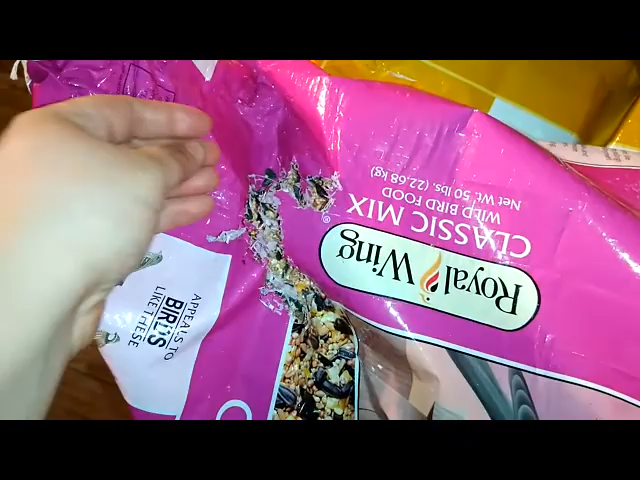 Royal Wing
CLASSIC MIX
®
WILD BIRD FOOD
Net Wt. 50 lbs. (22.68 kg)
APPEALS TO
BIRDS
LIKE THESE